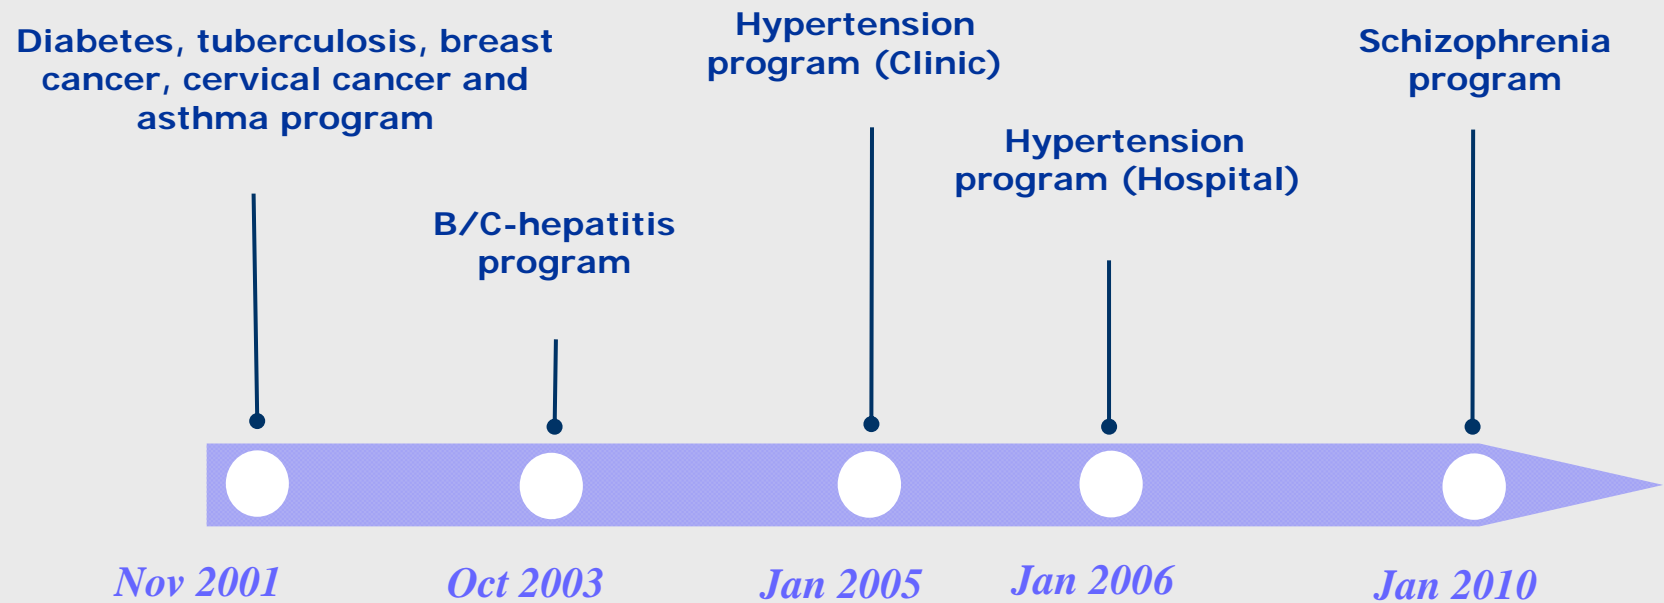 Diabetes, tuberculosis, breast
cancer, cervical cancer and
asthma program
B/C-hepatitis
program
Hypertension
program (Clinic)
Hypertension
program (Hospital)
Schizophrenia
program
Nov 2001
Oct 2003
Jan 2005
Jan 2006
Jan 2010